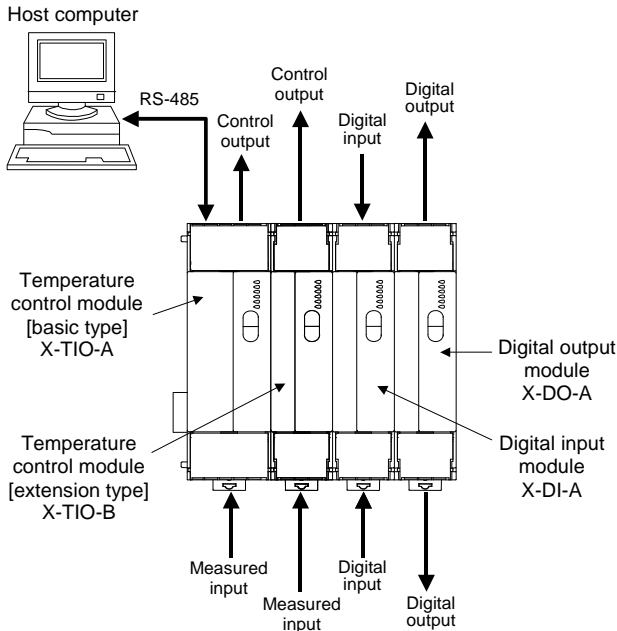 Host computer
RS-485
Control
output
Control
output
Digital
input
Digital
output
Temperature
control module
[basic type]
X-TIO-A
Temperature
control module
[extension type]
X-TIO-B
Digital output
module
X-DO-A
Digital input
module
X-DI-A
Measured
input
Measured
input
Digital
input
Digital
output